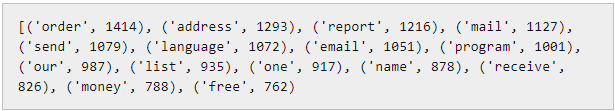 [('order', 1414), ('address', 1293), ('report', 1216), ('mail', 1127),
('send', 1079), ('language', 1072), ('email', 1051), ('program', 1001),
('our', 987), ('list', 935), ('one', 917), ('name', 878), ('receive',
826), ('money', 788), ('free', 762)